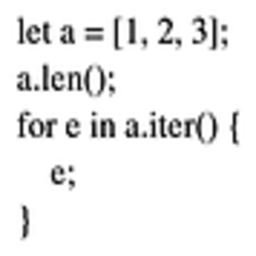 let a = [1, 2, 3];
a.len();
for e in a.iter() {
    e;
}